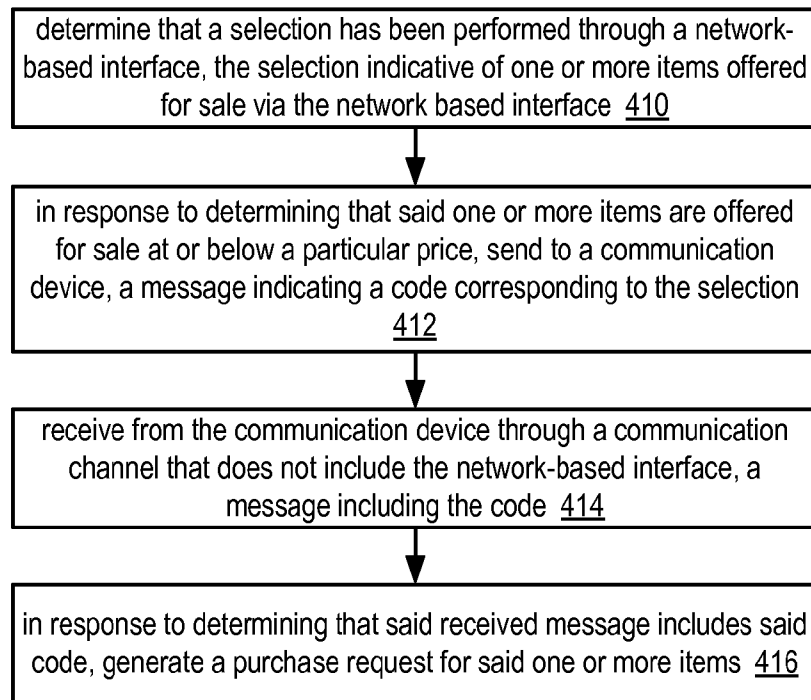 determine that a selection has been performed through a network-
based interface, the selection indicative of one or more items offered
for sale via the network based interface 410
in response to determining that said one or more items are offered
for sale at or below a particular price, send to a communication
device, a message indicating a code corresponding to the selection
412
receive from the communication device through a communication
channel that does not include the network-based interface, a
message including the code 414
in response to determining that said received message includes said
code, generate a purchase request for said one or more items 416